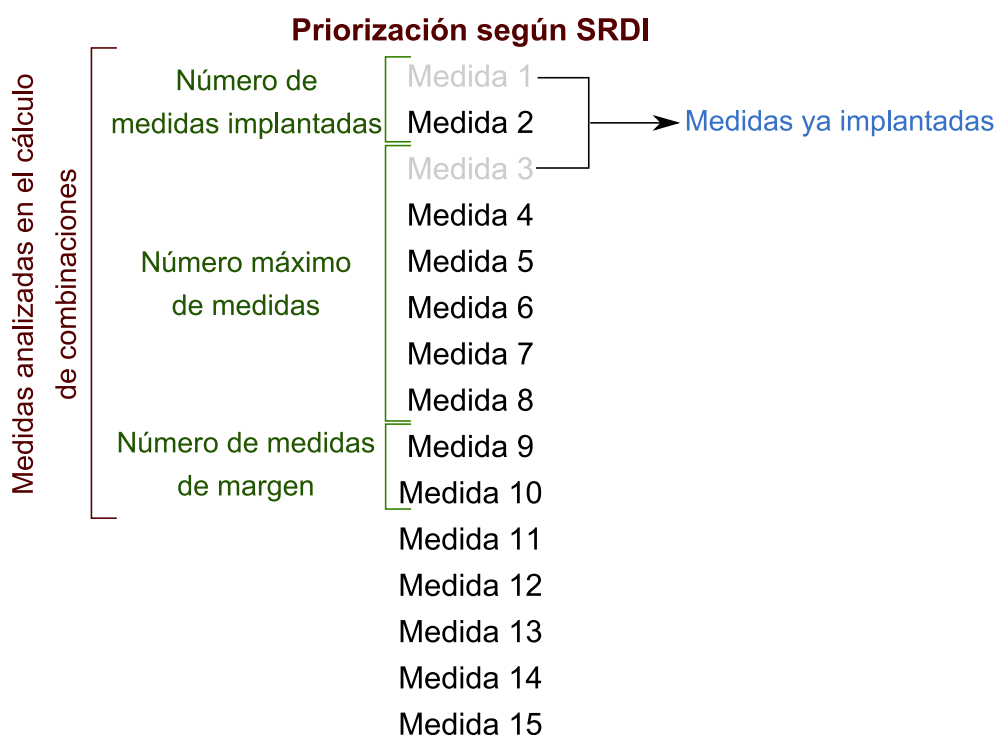 Priorización según SRDI
Medidas analizadas en el cálculo
de combinaciones
Número de
medidas implantadas
Número máximo
de medidas
Número de medidas
de margen
Medida 1
Medida 2
Medida 3
Medida 4
Medida 5
Medida 6
Medida 7
Medida 8
Medida 9
Medida 10
Medida 11
Medida 12
Medida 13
Medida 14
Medida 15
Medidas ya implantadas